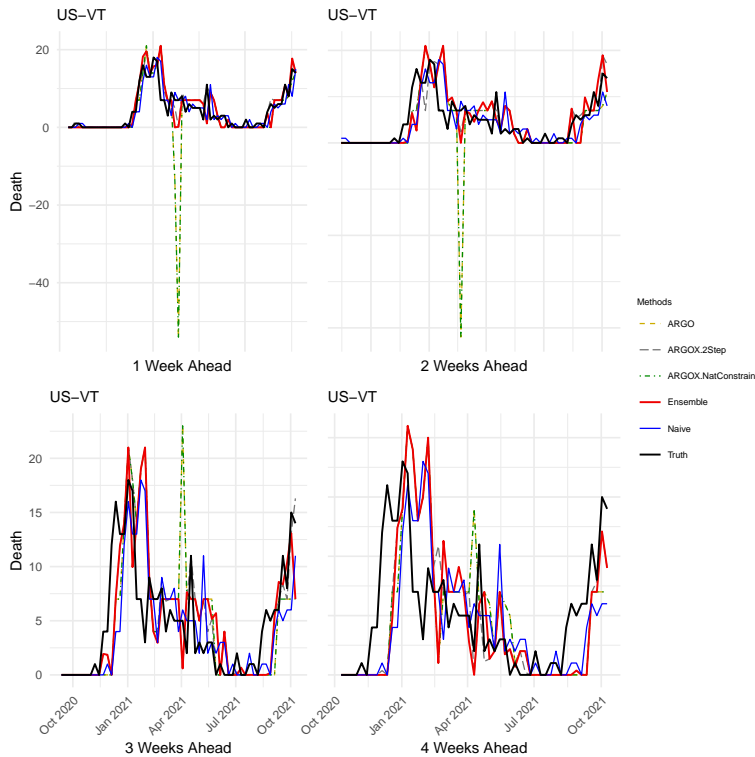 US−VT
US−VT
20
0
−20
−40
Death
Death
1 Week Ahead
2 Weeks Ahead
Methods
ARGO
ARGOX.2Step
ARGOX.NatConstrain
Ensemble
Naive
Truth
US−VT
US−VT
20
15
10
5
0
Death
Death
Oct 2020
Jan 2021
Apr 2021
Jul 2021
Oct 2021
Oct 2020
Jan 2021
Apr 2021
Jul 2021
Oct 2021
3 Weeks Ahead
4 Weeks Ahead